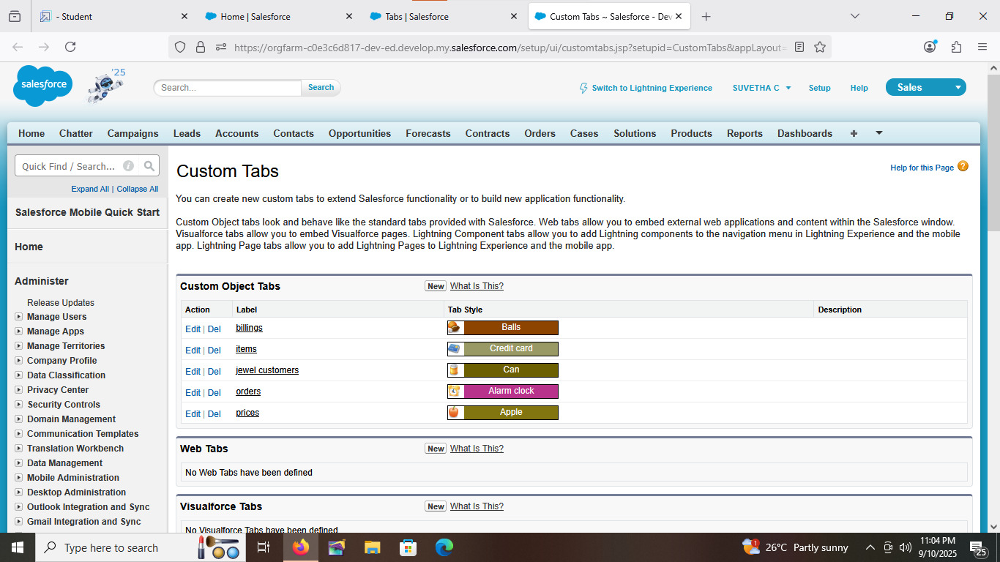 - Student
Home | Salesforce
Tabs | Salesforce
Custom Tabs ~ Salesforce - Dev
https://orgfarm-c0e3c6d817-dev-ed.develop.my.salesforce.com/setup/ui/customtabs.jsp?setupid=CustomTabs&appLayout=
salesforce
'25
Search...
Search
Switch to Lightning Experience
SUVETHA C
Setup
Help
Sales
Home Chatter Campaigns Leads Accounts Contacts Opportunities Forecasts Contracts Orders Cases Solutions Products Reports Dashboards +
Quick Find / Search...
Expand All | Collapse All
Salesforce Mobile Quick Start
Home
Administer
Release Updates
Manage Users
Manage Apps
Manage Territories
Company Profile
Data Classification
Privacy Center
Security Controls
Domain Management
Communication Templates
Translation Workbench
Data Management
Mobile Administration
Desktop Administration
Outlook Integration and Sync
Gmail Integration and Sync
Custom Tabs
Help for this Page ?
You can create new custom tabs to extend Salesforce functionality or to build new application functionality.
Custom Object tabs look and behave like the standard tabs provided with Salesforce. Web tabs allow you to embed external web applications and content within the Salesforce window.
Visualforce tabs allow you to embed Visualforce pages. Lightning Component tabs allow you to add Lightning components to the navigation menu in Lightning Experience and the mobile
app. Lightning Page tabs allow you to add Lightning Pages to Lightning Experience and the mobile app.
Custom Object Tabs New What Is This?
Action Label Tab Style Description
Edit | Del billings Balls
Edit | Del items Credit card
Edit | Del jewel customers Can
Edit | Del orders Alarm clock
Edit | Del prices Apple
Web Tabs New What Is This?
No Web Tabs have been defined
Visualforce Tabs New What Is This?
No Visualforce Tabs have been defined
Type here to search
1
26°C Partly sunny
11:04 PM
9/10/2025
25